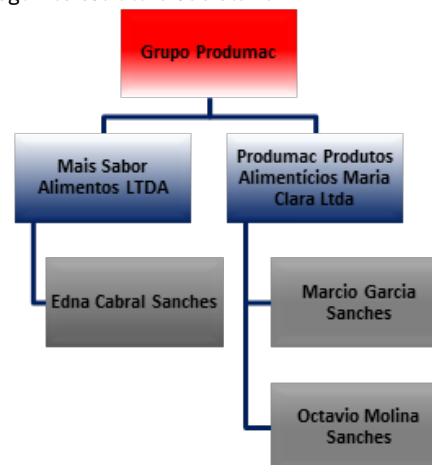 Grupo Produmac
Mais Sabor
Alimentos LTDA
Produmac Produtos
Alimentícios Maria
Clara Ltda
Edna Cabral Sanches
Marcio Garcia
Sanches
Octavio Molina
Sanches